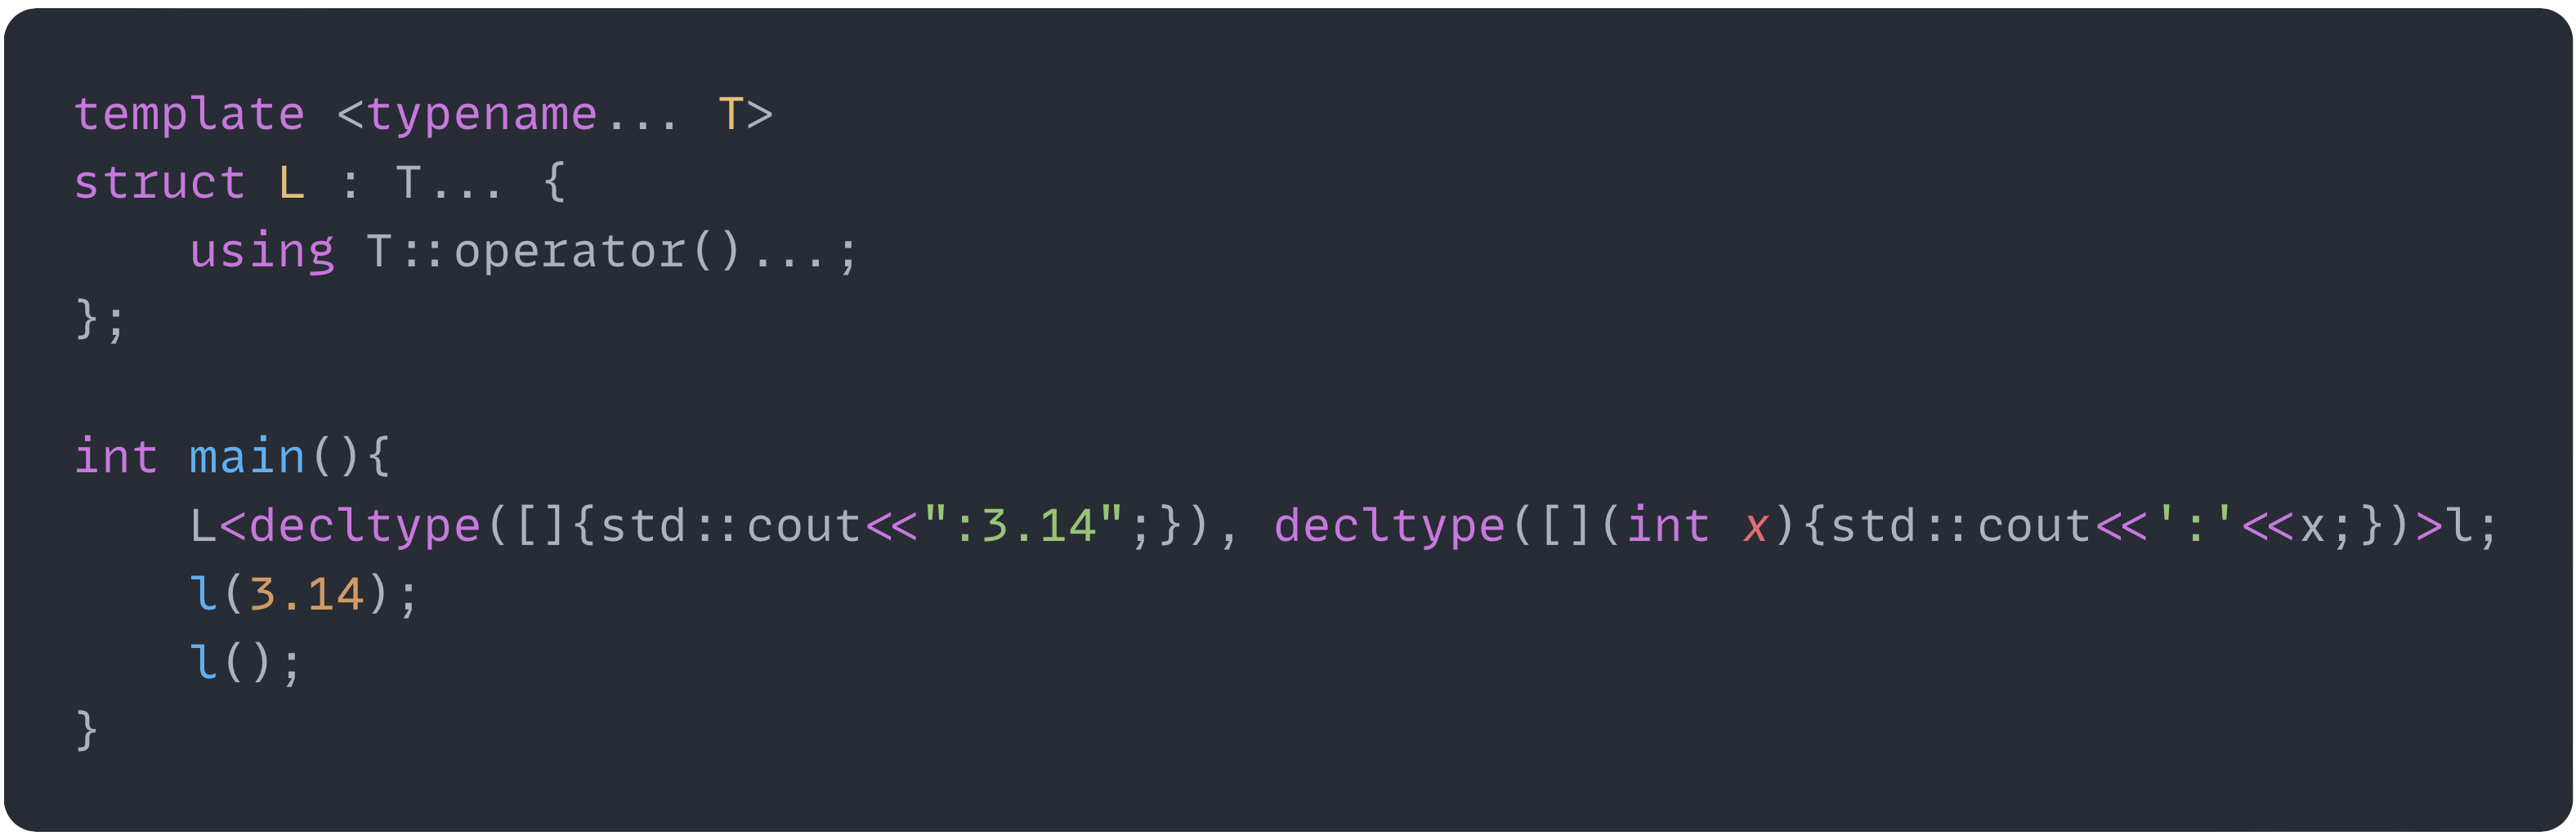 template <typename... T>
struct L : T... {
    using T::operator()...;
};

int main(){
    L<decltype([]{std::cout<<":3.14";}), decltype([](int x){std::cout<<':'<<x;})>l;
    l(3.14);
    l();
}